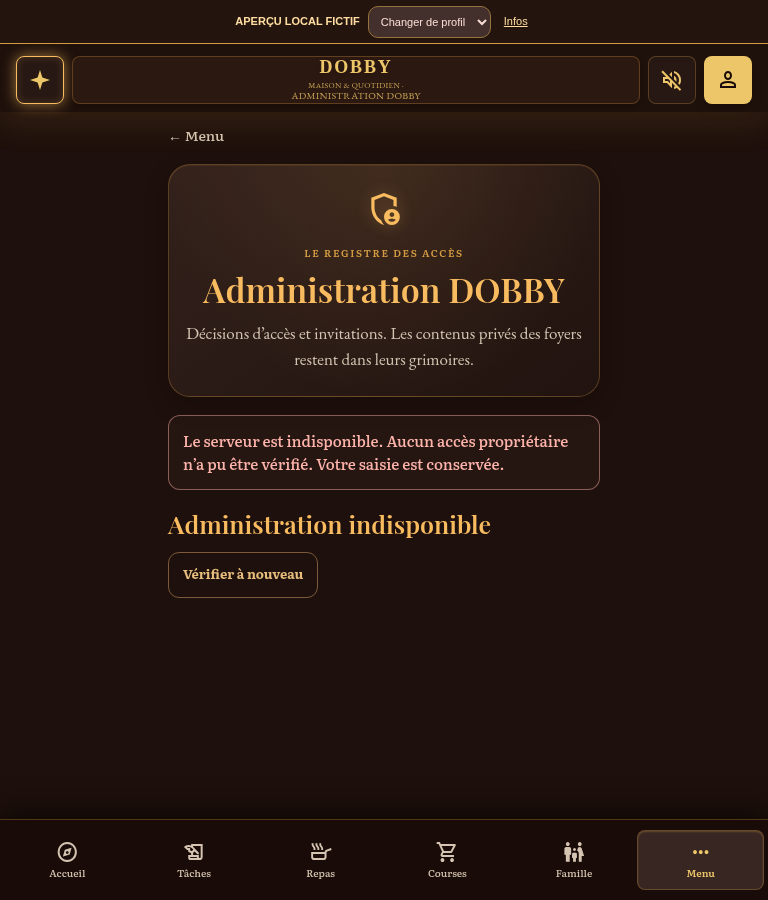 APERÇU LOCAL FICTIF Changer de profil Infos
DOBBY
MAISON & QUOTIDIEN ·
ADMINISTRATION DOBBY
← Menu
LE REGISTRE DES ACCÈS
Administration DOBBY
Décisions d’accès et invitations. Les contenus privés des foyers
restent dans leurs grimoires.
Le serveur est indisponible. Aucun accès propriétaire
n’a pu être vérifié. Votre saisie est conservée.
Administration indisponible
Vérifier à nouveau
Accueil Tâches Repas Courses Famille Menu